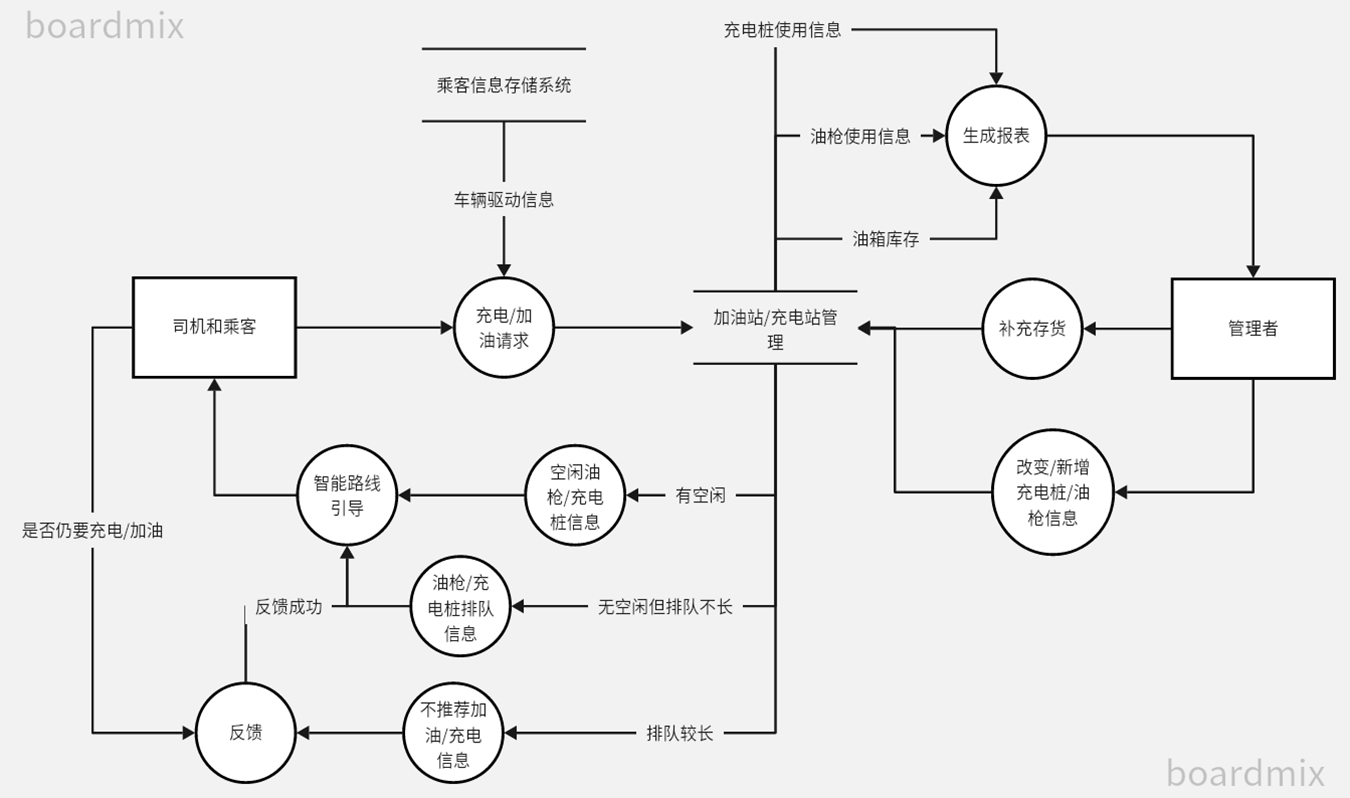 boardmix
充电桩使用信息
乘客信息存储系统
油枪使用信息
生成报表
车辆驱动信息
油箱库存
司机和乘客
充电/加
油请求
加油站/充电站管
理
补充存货
管理者
智能路线
引导
空闲油
枪/充电
桩信息
有空闲
改变/新增
充电桩/油
枪信息
是否仍要充电/加油
反馈成功
油枪/充
电桩排队
信息
无空闲但排队不长
反馈
不推荐加
油/充电
信息
排队较长
boardmix